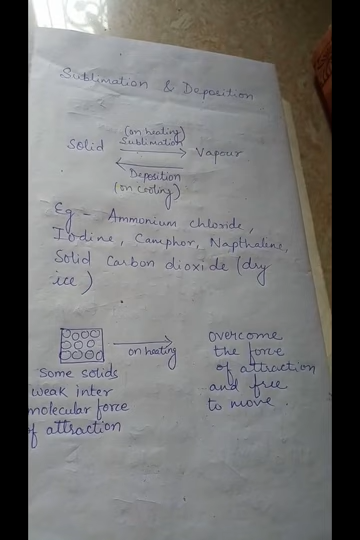 Sublimation & Deposition
(on heating)
Sublimation
Solid
Vapour
Deposition
(on cooling)
Eg - Ammonium chloride,
Iodine, Camphor, Napthaline,
Solid Carbon dioxide (dry
ice)
on heating
Some solids
weak inter
molecular force
of attraction
overcome
the force
of attraction
and free
to move.